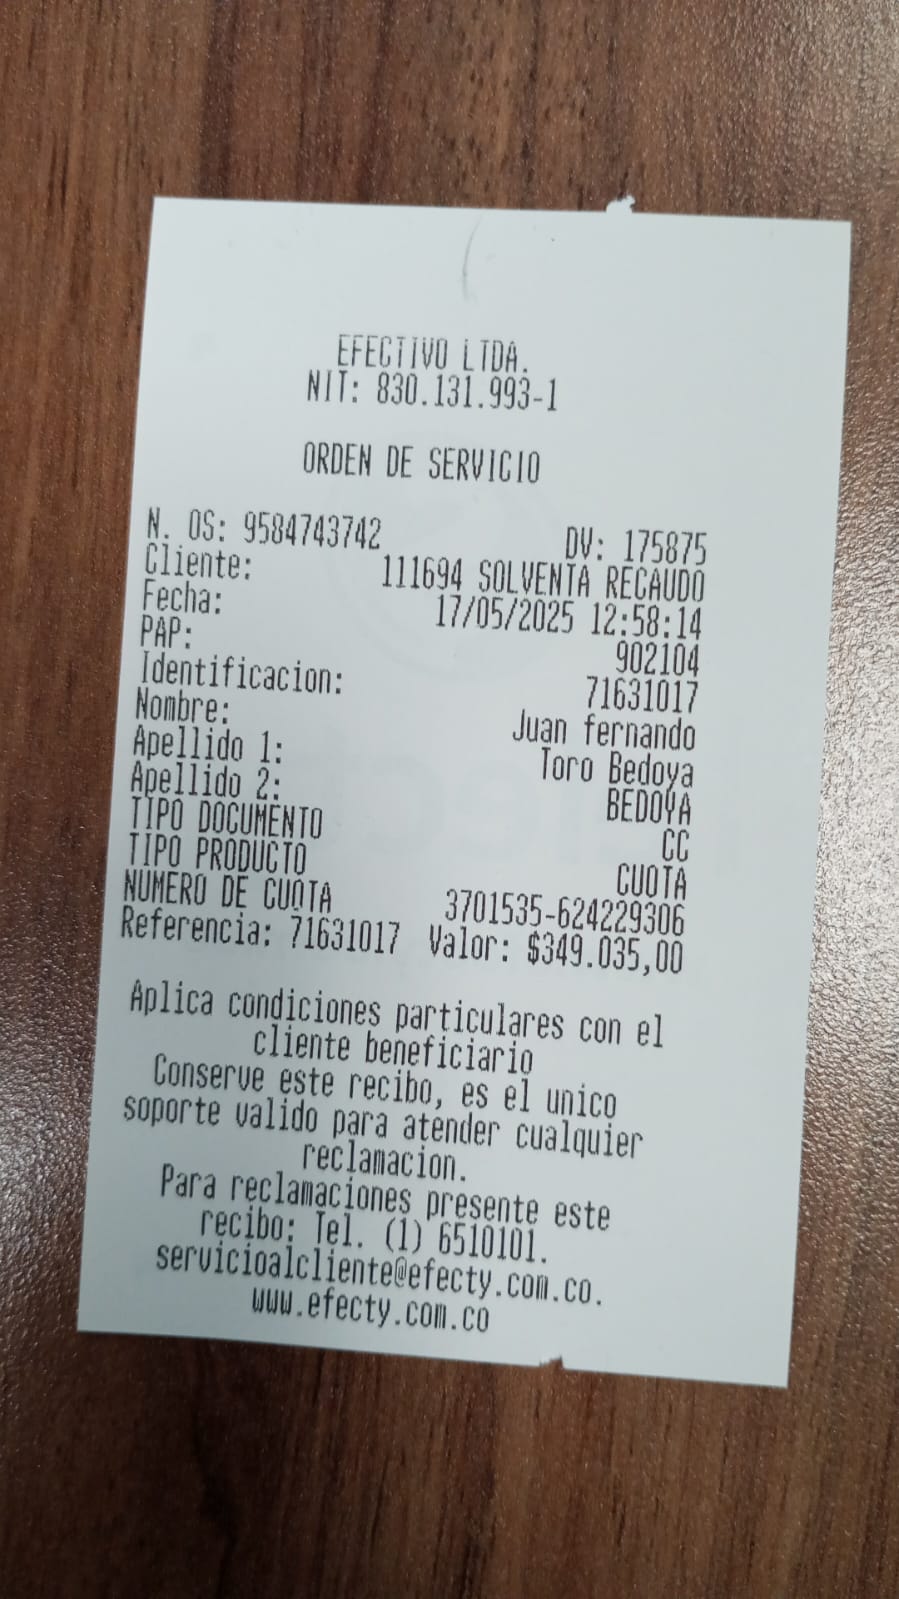 EFECTIVO LTDA.
NIT: 830.131.993-1
ORDEN DE SERVICIO
N. OS: 9584743742 DV: 175875
Cliente: 111694 SOLVENTA RECAUDO
Fecha: 17/05/2025 12:58:14
PAP: 902104
Identificacion: 71631017
Nombre: Juan fernando
Apellido 1: Toro Bedoya
Apellido 2: BEDOYA
TIPO DOCUMENTO CC
TIPO PRODUCTO CUOTA
NUMERO DE CUOTA 3701535-624229306
Referencia: 71631017 Valor: $349.035,00
Aplica condiciones particulares con el
cliente beneficiario
Conserve este recibo, es el unico
soporte valido para atender cualquier
reclamacion.
Para reclamaciones presente este
recibo: Tel. (1) 6510101.
servicioalcliente@efecty.com.co.
www.efecty.com.co